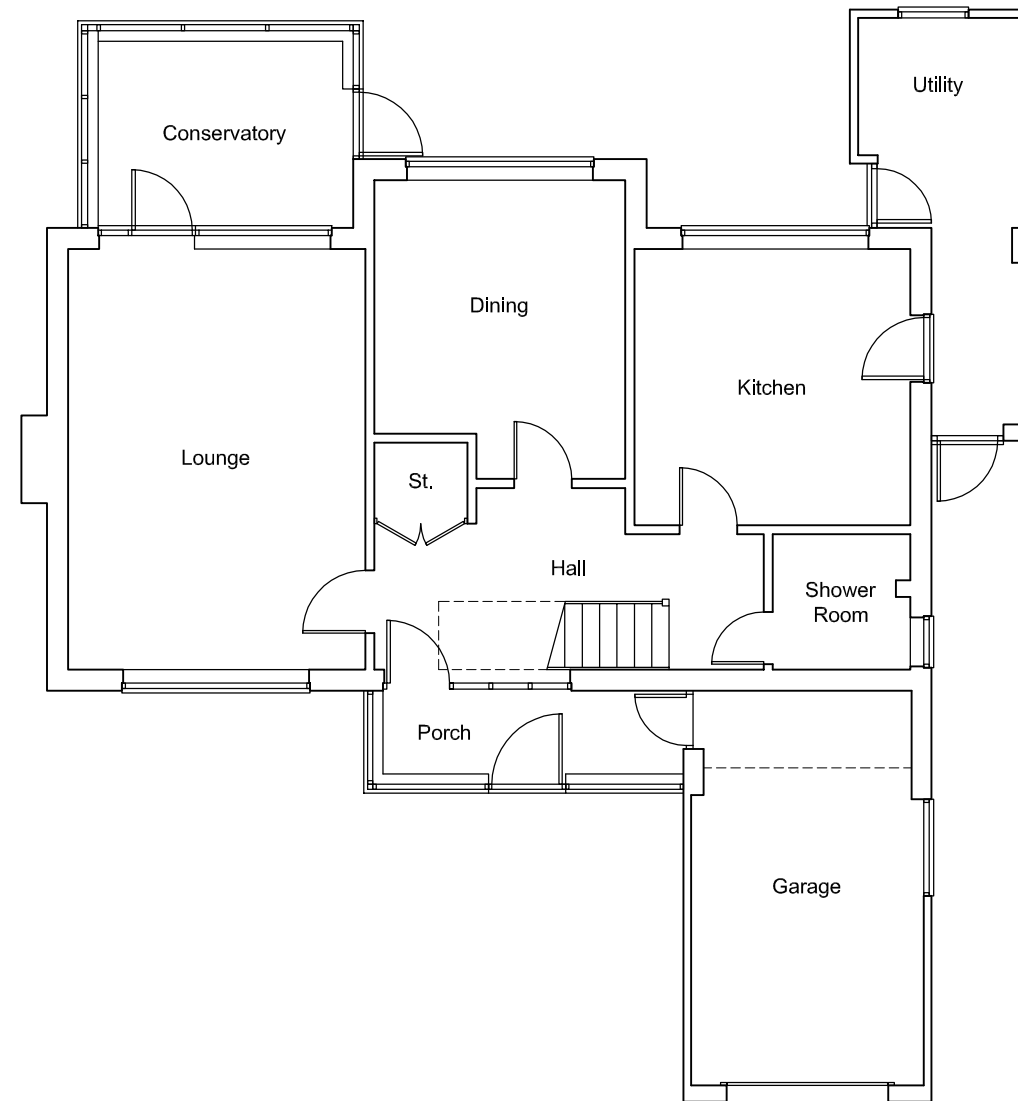 Utility
Conservatory
Dining
Kitchen
Lounge
St.
Hall
Shower
Room
Porch
Garage